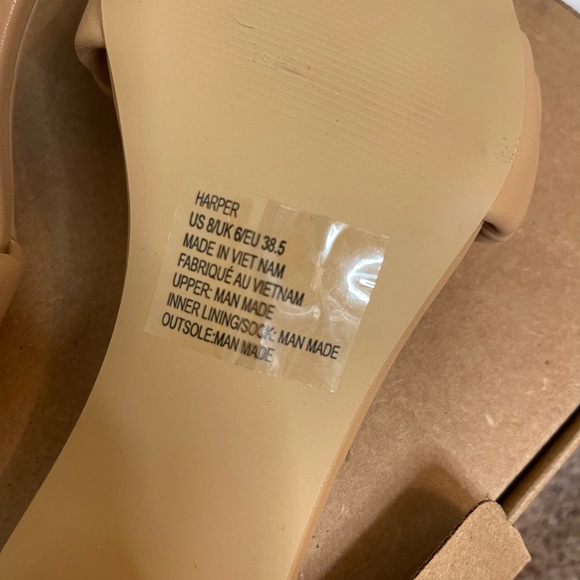 HARPER
US 8/UK 6/EU 38.5
MADE IN VIET NAM
FABRIQUÉ AU VIETNAM
UPPER: MAN MADE
INNER LINING/SOCK: MAN MADE
OUTSOLE:MAN MADE